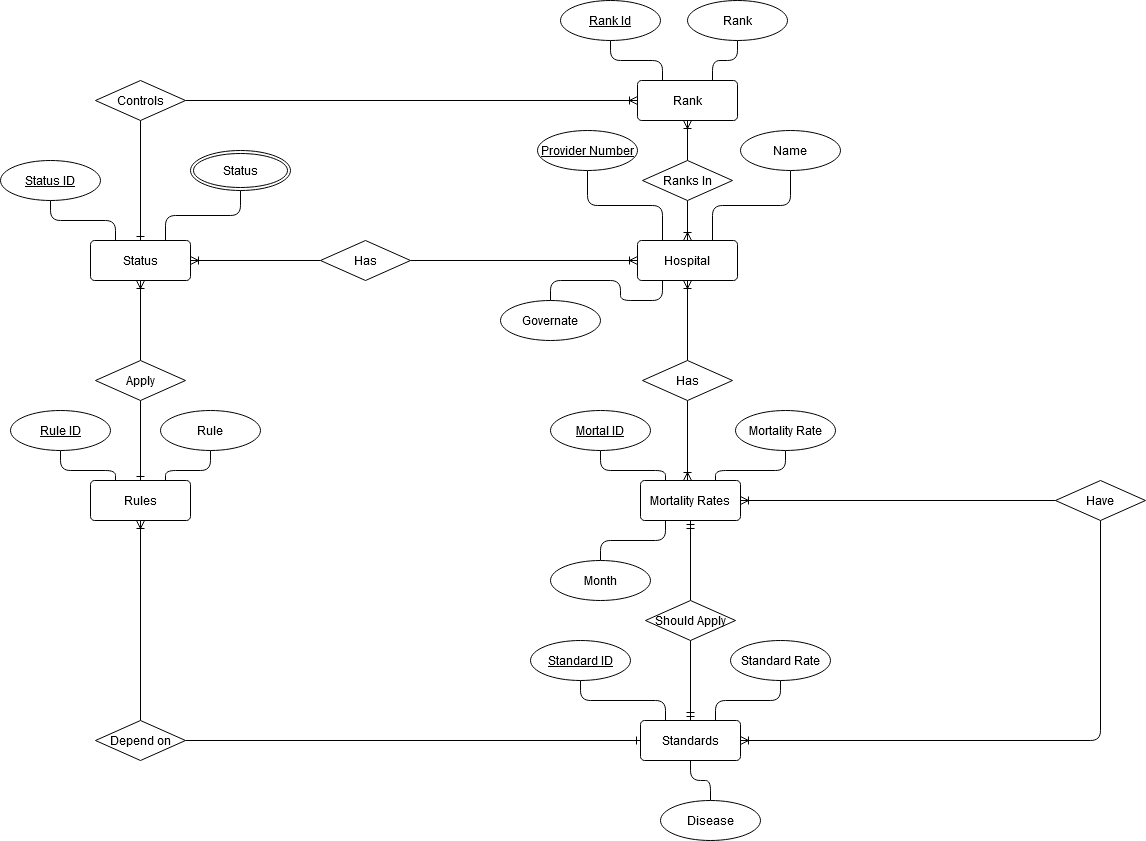 Rank Id
Rank
Controls
Rank
Provider Number
Name
Status ID
Status
Ranks In
Status
Has
Hospital
Governate
Apply
Has
Rule ID
Rule
Mortal ID
Mortality Rate
Rules
Mortality Rates
Have
Month
Should Apply
Standard ID
Standard Rate
Depend on
Standards
Disease